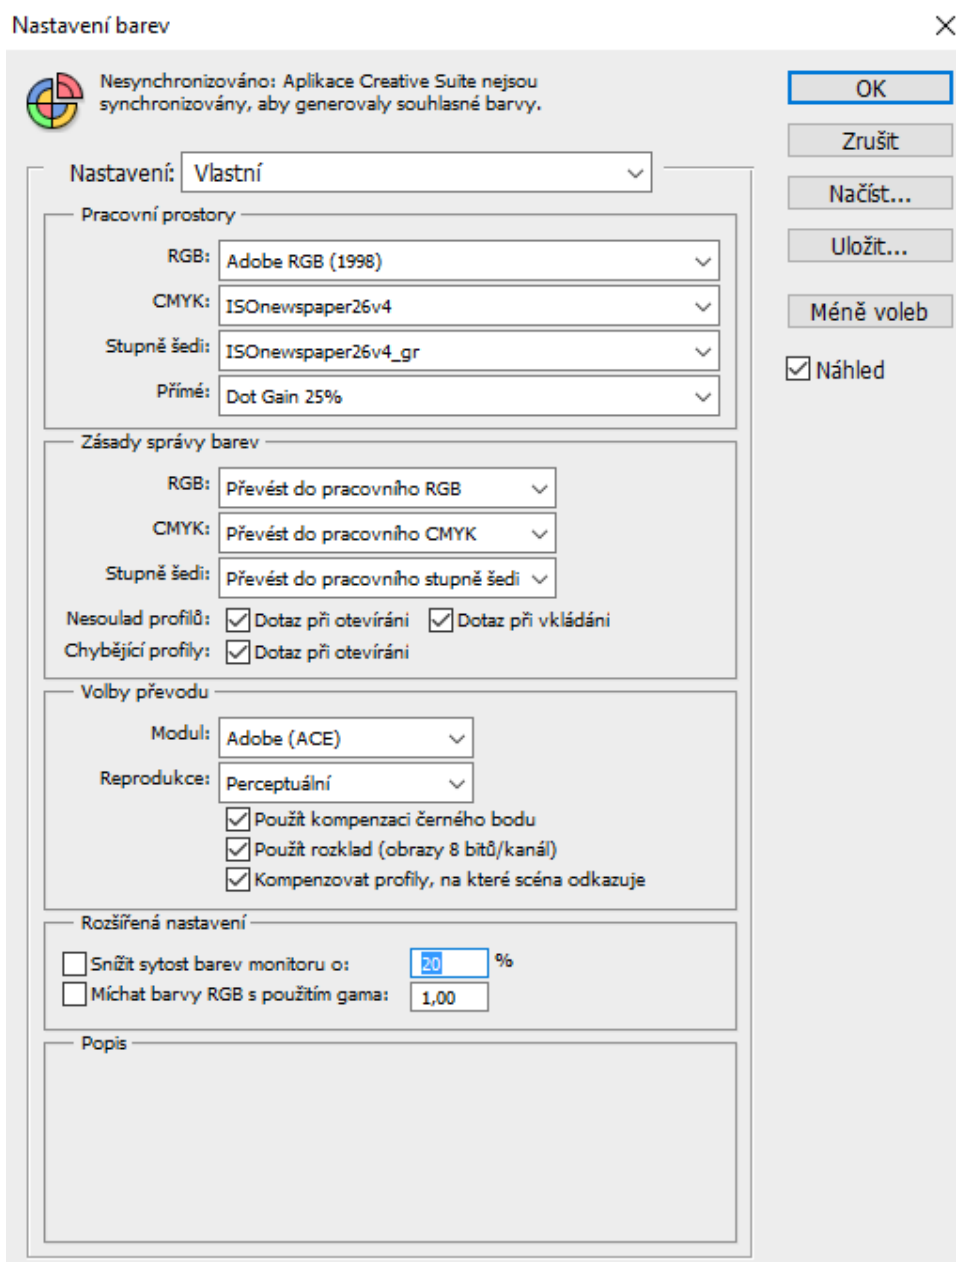 Nastavení barev
Nesynchronizováno: Aplikace Creative Suite nejsou
synchronizovány, aby generovaly souhlasné barvy.
OK
Zrušit
Načíst...
Uložit...
Méně voleb
Náhled
Nastavení: Vlastní
Pracovní prostory
RGB: Adobe RGB (1998)
CMYK: ISOnewspaper26v4
Stupně šedi: ISOnewspaper26v4_gr
Přímé: Dot Gain 25%
Zásady správy barev
RGB: Převést do pracovního RGB
CMYK: Převést do pracovního CMYK
Stupně šedi: Převést do pracovního stupně šedi
Nesoulad profilů: Dotaz při otevíráni Dotaz při vkládáni
Chybějící profily: Dotaz při otevíráni
Volby převodu
Modul: Adobe (ACE)
Reprodukce: Perceptuální
Použít kompenzaci černého bodu
Použít rozklad (obrazy 8 bitů/kanál)
Kompenzovat profily, na které scéna odkazuje
Rozšířená nastavení
Snížit sytost barev monitoru o: 20 %
Míchat barvy RGB s použitím gama: 1,00
Popis